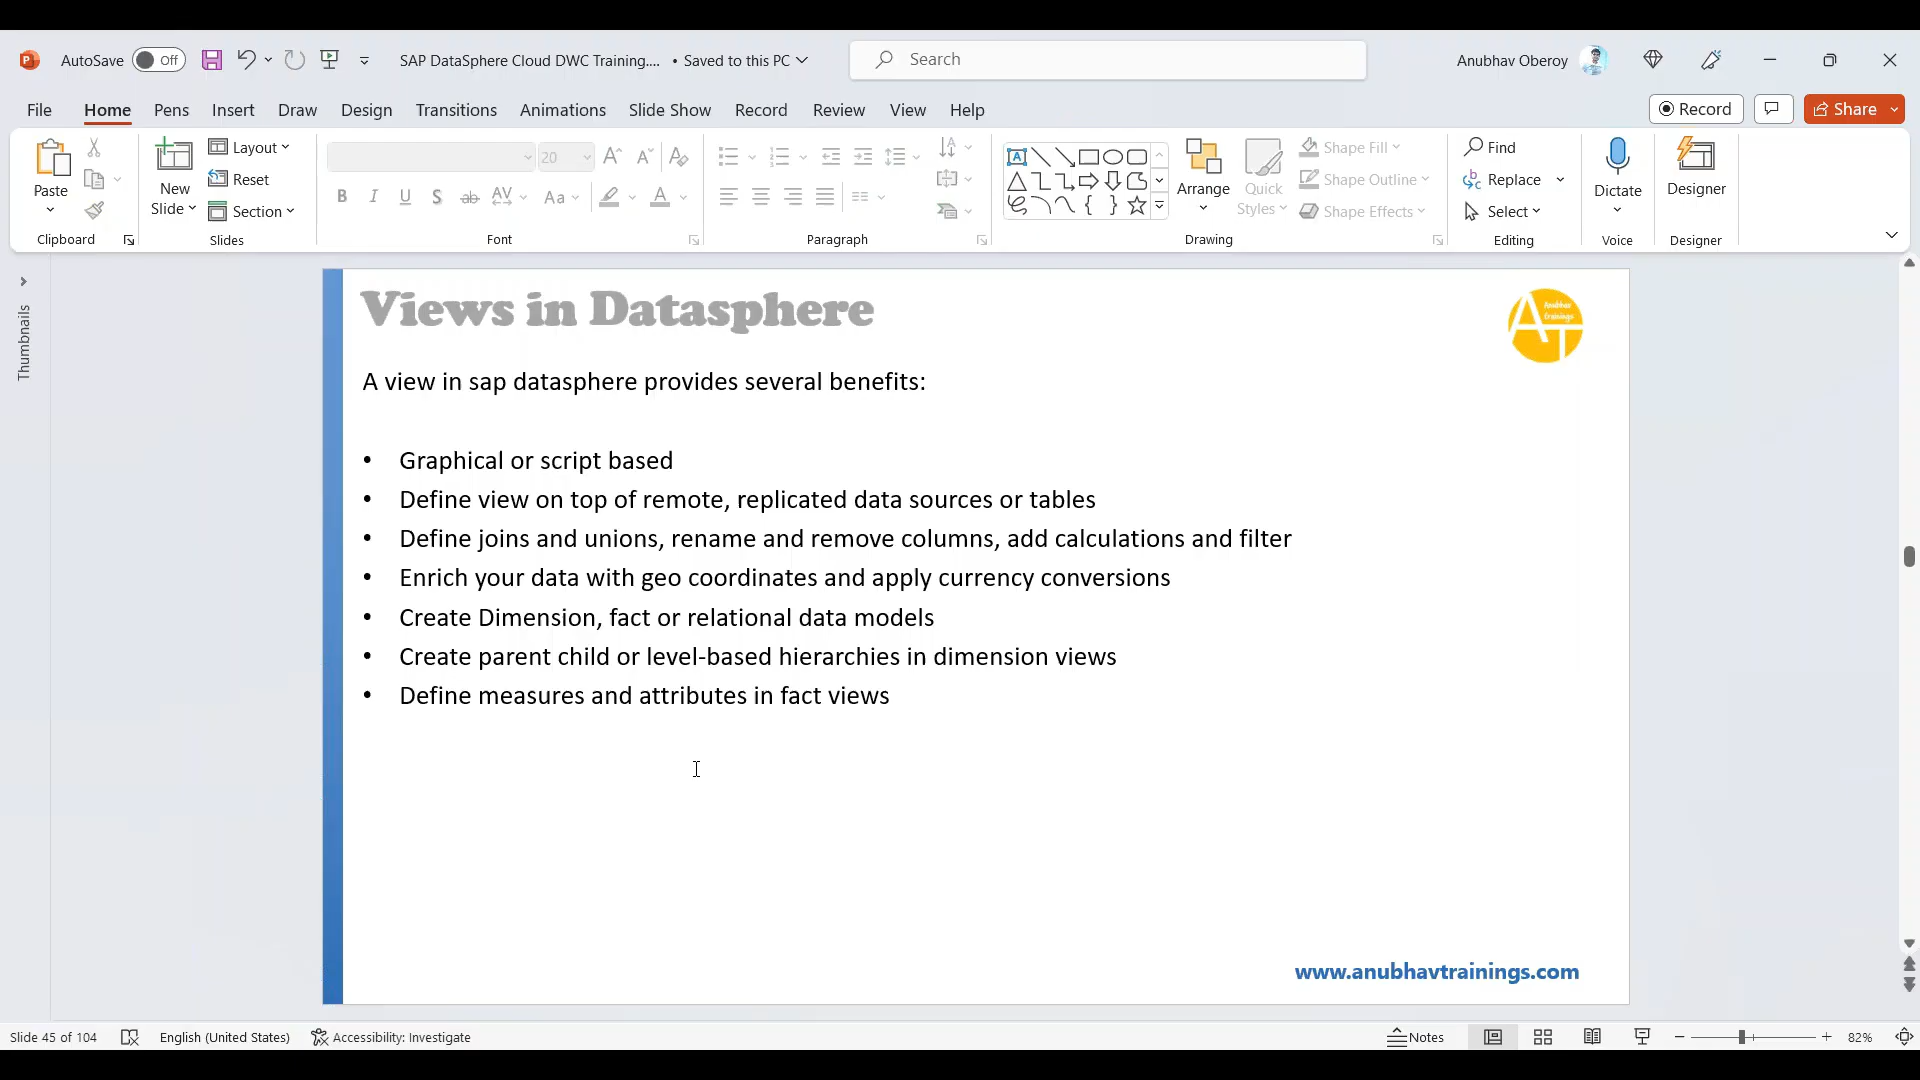 AutoSave Off SAP DataSphere Cloud DWC Training.... • Saved to this PC Search Anubhav Oberoy
File Home Pens Insert Draw Design Transitions Animations Slide Show Record Review View Help Record Share
Paste New Slide Layout Reset Section 20 B I U S ab AV Aa A Arrange Quick Styles Shape Fill Shape Outline Shape Effects Find Replace Select Dictate Designer
Clipboard Slides Font Paragraph Drawing Editing Voice Designer
Thumbnails
Views in Datasphere
Anubhav
trainings
AT
A view in sap datasphere provides several benefits:
• Graphical or script based
• Define view on top of remote, replicated data sources or tables
• Define joins and unions, rename and remove columns, add calculations and filter
• Enrich your data with geo coordinates and apply currency conversions
• Create Dimension, fact or relational data models
• Create parent child or level-based hierarchies in dimension views
• Define measures and attributes in fact views
www.anubhavtrainings.com
Slide 45 of 104 English (United States) Accessibility: Investigate Notes 82%